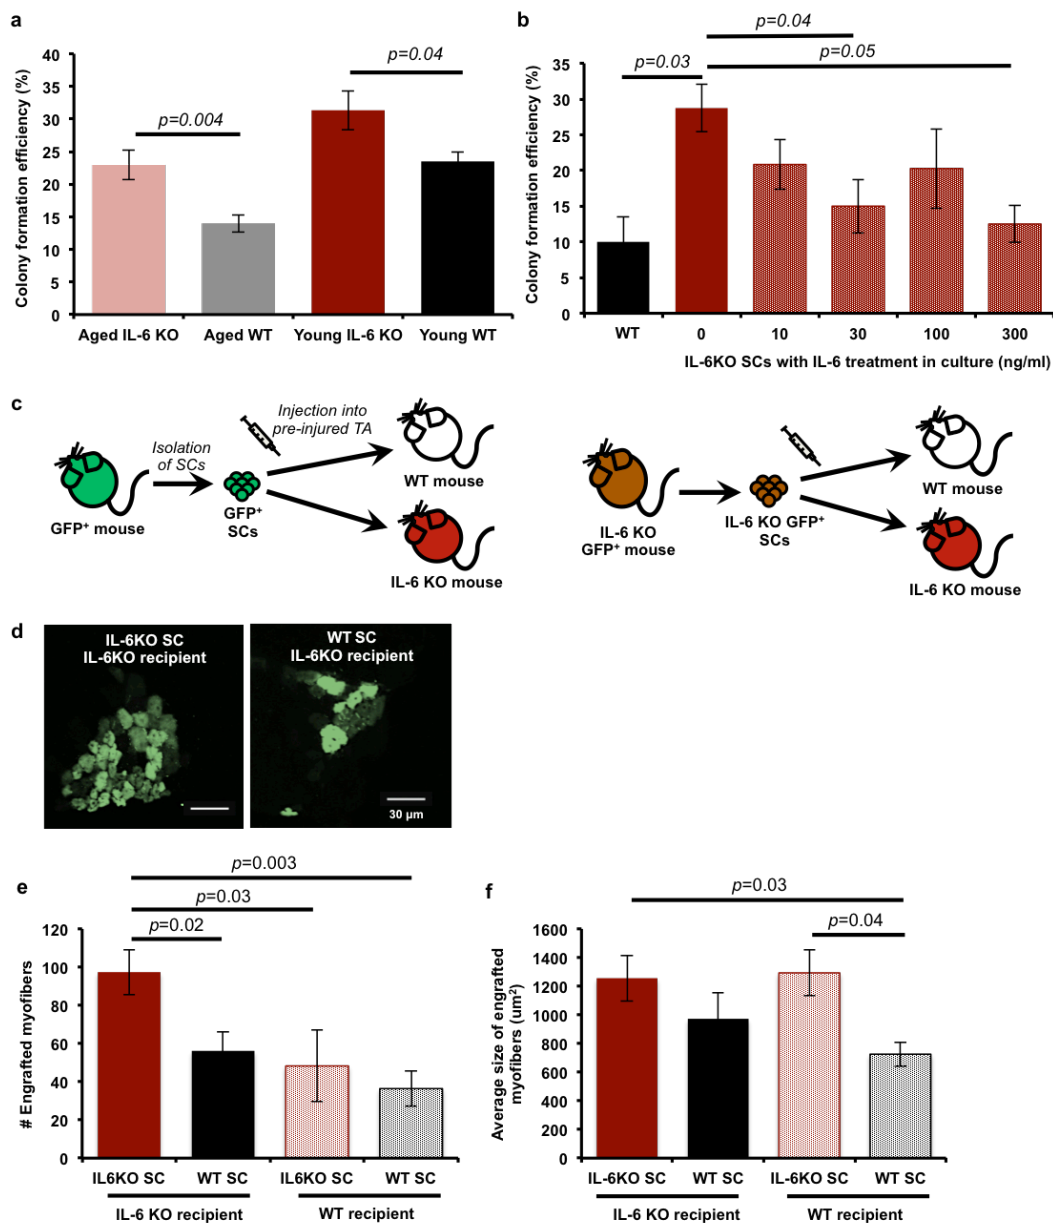 a
p=0.04
p=0.004
Colony formation efficiency (%)
40
35
30
25
20
15
10
5
0
Aged IL-6 KO Aged WT Young IL-6 KO Young WT
b
p=0.04
p=0.05
p=0.03
Colony formation efficiency (%)
35
30
25
20
15
10
5
0
WT 0 10 30 100 300
IL-6KO SCs with IL-6 treatment in culture (ng/ml)
c
Isolation
of SCs
Injection into
pre-injured TA
GFP⁺ mouse
GFP⁺
SCs
WT mouse
IL-6 KO mouse
IL-6 KO
GFP⁺ mouse
IL-6 KO GFP⁺
SCs
WT mouse
IL-6 KO mouse
d
IL-6KO SC
IL-6KO recipient
WT SC
IL-6KO recipient
30 µm
e
p=0.003
p=0.03
p=0.02
# Engrafted myofibers
120
100
80
60
40
20
0
IL6KO SC WT SC IL6KO SC WT SC
IL-6 KO recipient WT recipient
f
p=0.03
p=0.04
Average size of engrafted
myofibers (um²)
1600
1400
1200
1000
800
600
400
200
0
IL-6KO SC WT SC IL-6KO SC WT SC
IL-6 KO recipient WT recipient